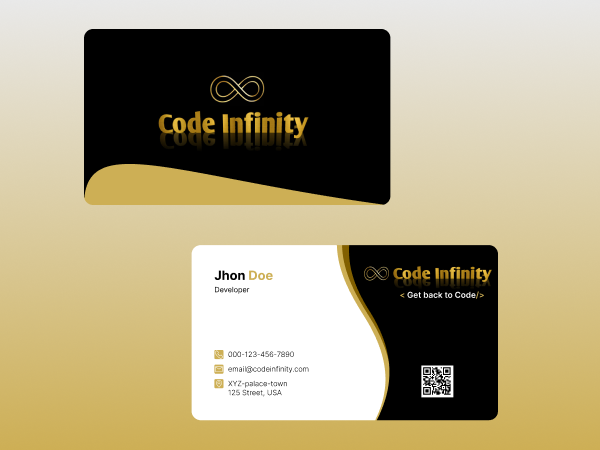 Code Infinity
Jhon Doe
Developer
000-123-456-7890
email@codeinfinity.com
XYZ-palace-town
125 Street, USA
Code Infinity
< Get back to Code/>